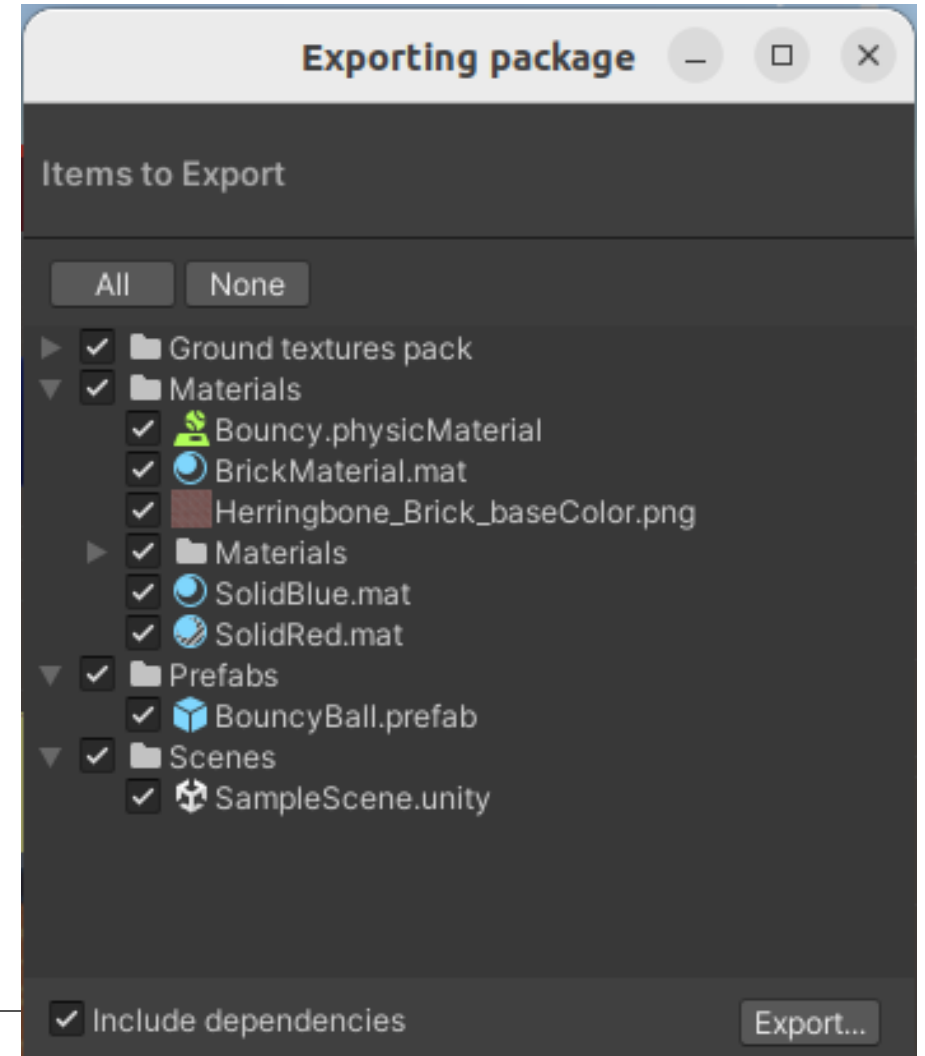 Exporting package
Items to Export
All None
Ground textures pack
Materials
Bouncy.physicMaterial
BrickMaterial.mat
Herringbone_Brick_baseColor.png
Materials
SolidBlue.mat
SolidRed.mat
Prefabs
BouncyBall.prefab
Scenes
SampleScene.unity
Include dependencies Export...